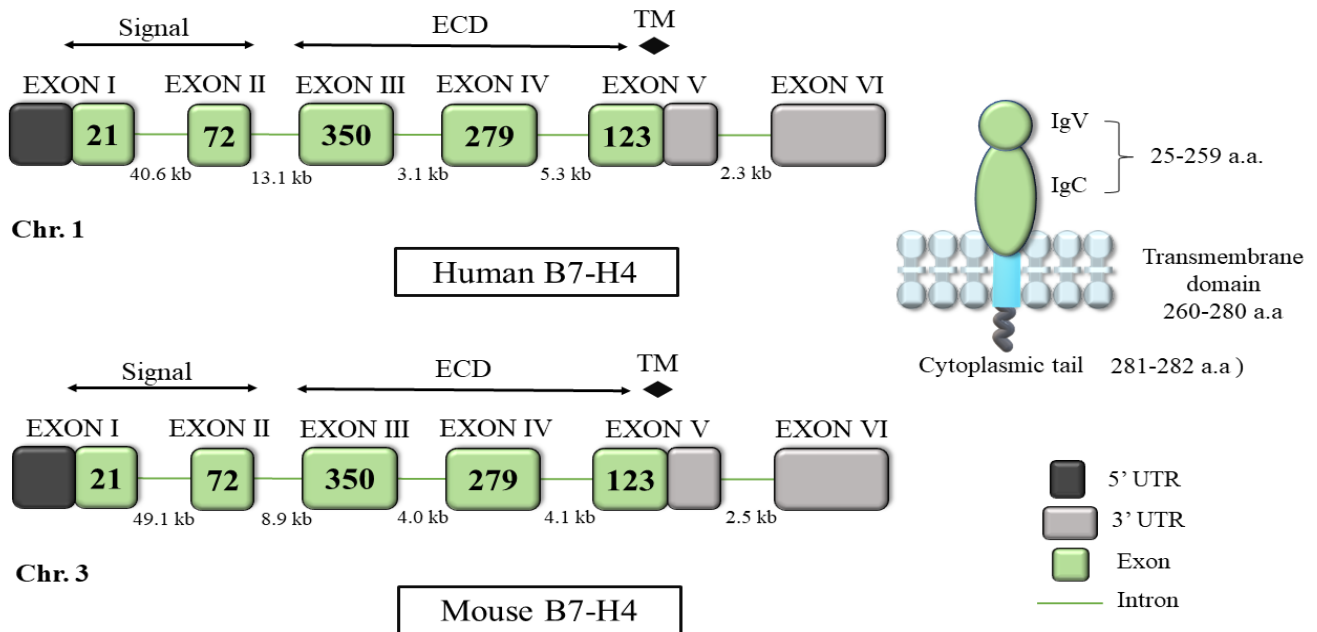 Signal
ECD
TM
EXON I
EXON II
EXON III
EXON IV
EXON V
EXON VI
21
72
350
279
123
40.6 kb
13.1 kb
3.1 kb
5.3 kb
2.3 kb
Chr. 1
Human B7-H4
IgV
IgC
25-259 a.a.
Transmembrane
domain
260-280 a.a
Cytoplasmic tail 281-282 a.a )
Signal
ECD
TM
EXON I
EXON II
EXON III
EXON IV
EXON V
EXON VI
21
72
350
279
123
49.1 kb
8.9 kb
4.0 kb
4.1 kb
2.5 kb
Chr. 3
Mouse B7-H4
5’ UTR
3’ UTR
Exon
Intron